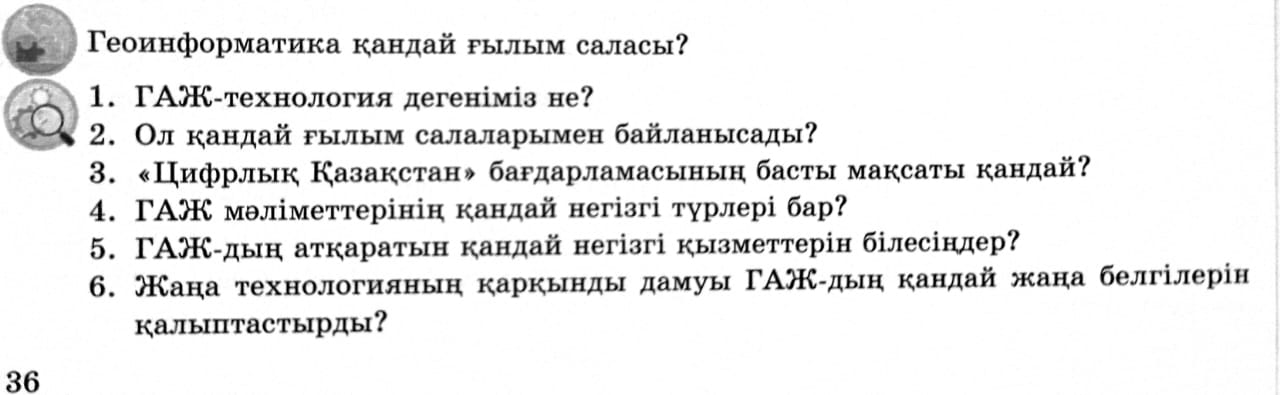 Геоинформатика қандай ғылым саласы?
1. ГАЖ-технология дегеніміз не?
2. Ол қандай ғылым салаларымен байланысады?
3. «Цифрлық Қазақстан» бағдарламасының басты мақсаты қандай?
4. ГАЖ мәліметтерінің қандай негізгі түрлері бар?
5. ГАЖ-дың атқаратын қандай негізгі қызметтерін білесіңдер?
6. Жаңа технологияның қарқынды дамуы ГАЖ-дың қандай жаңа белгілерін
қалыптастырды?
36